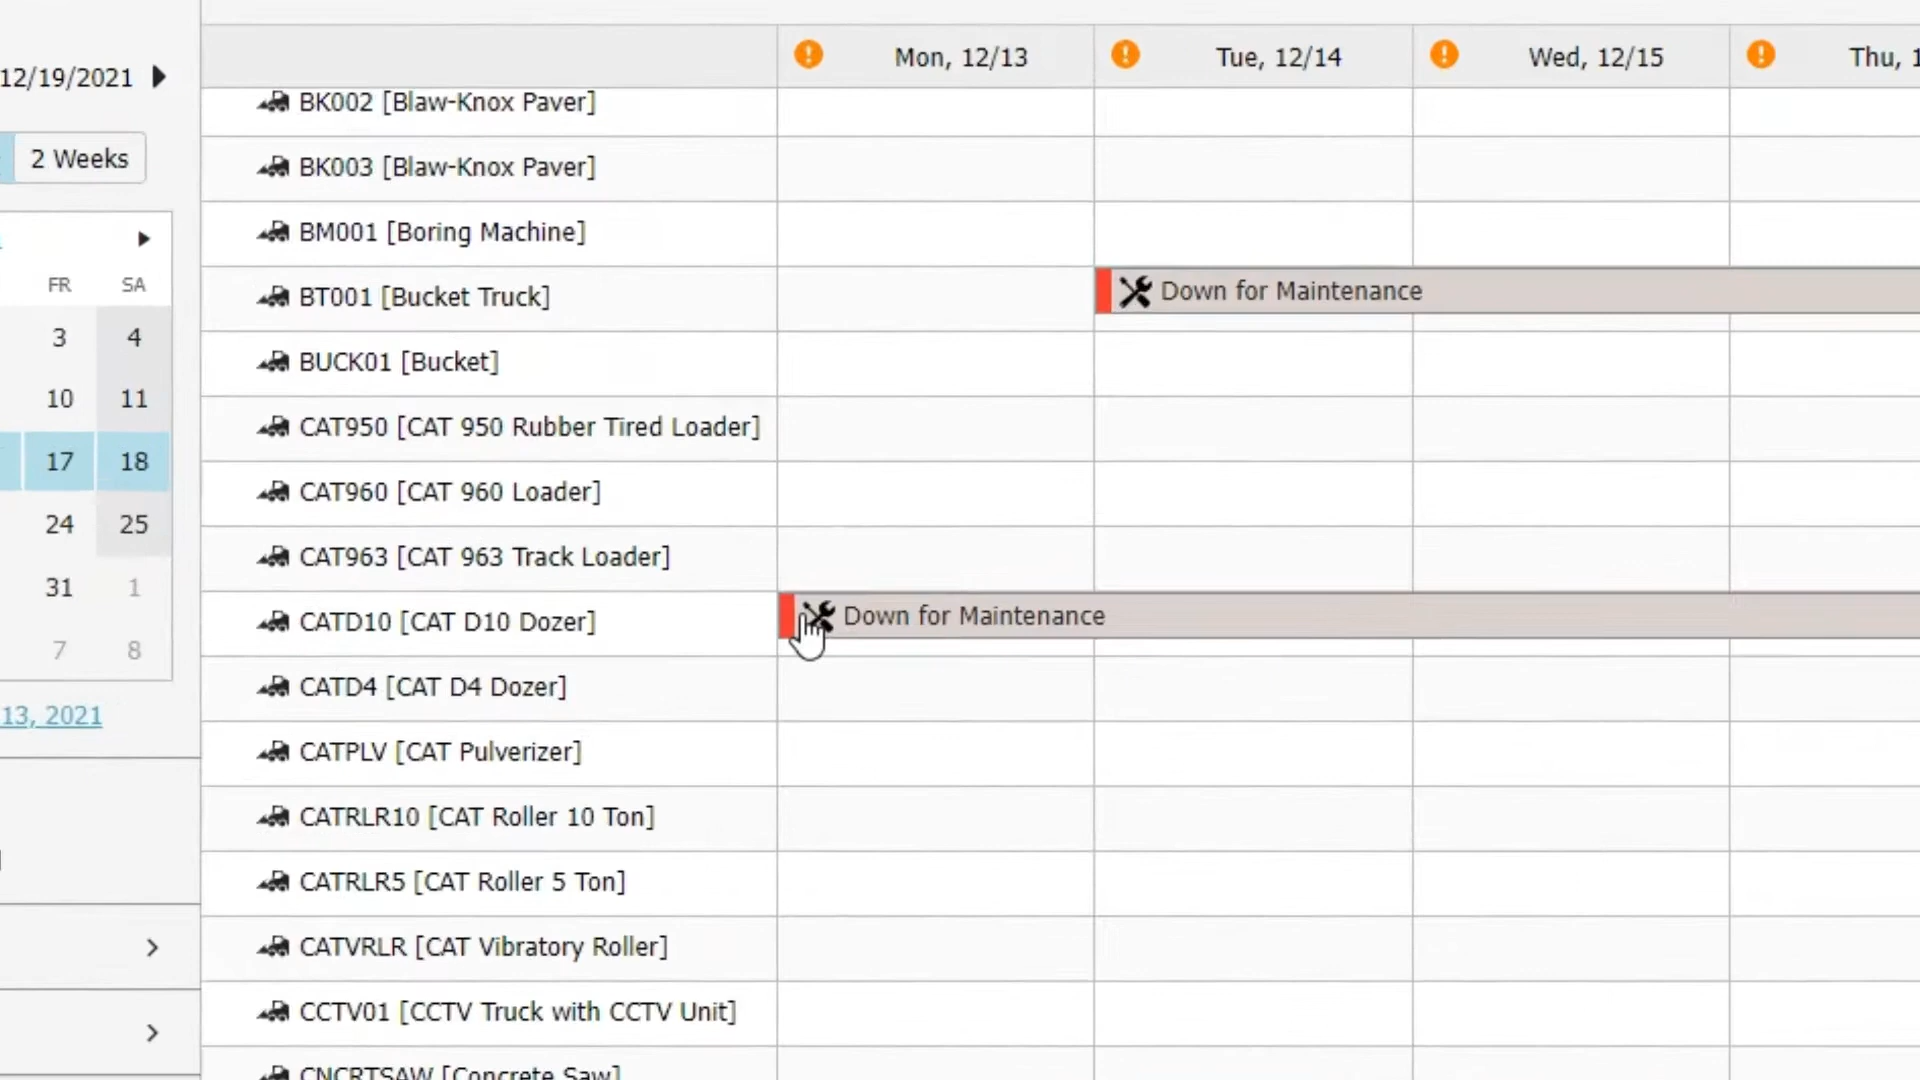 12/19/2021
2 Weeks
FR SA
3 4
10 11
17 18
24 25
31 1
7 8
13, 2021
Mon, 12/13 Tue, 12/14 Wed, 12/15 Thu, 1
BK002 [Blaw-Knox Paver]
BK003 [Blaw-Knox Paver]
BM001 [Boring Machine]
BT001 [Bucket Truck] Down for Maintenance
BUCK01 [Bucket]
CAT950 [CAT 950 Rubber Tired Loader]
CAT960 [CAT 960 Loader]
CAT963 [CAT 963 Track Loader]
CATD10 [CAT D10 Dozer] Down for Maintenance
CATD4 [CAT D4 Dozer]
CATPLV [CAT Pulverizer]
CATRLR10 [CAT Roller 10 Ton]
CATRLR5 [CAT Roller 5 Ton]
CATVRLR [CAT Vibratory Roller]
CCTV01 [CCTV Truck with CCTV Unit]
CNCRTSAW [Concrete Saw]